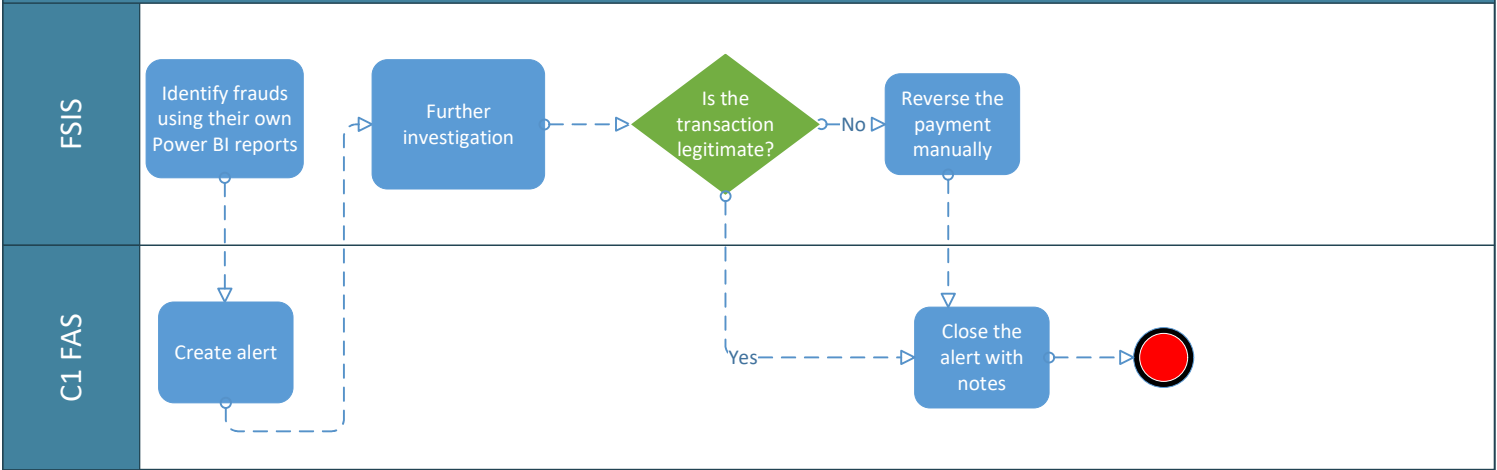 FSIS
Identify frauds
using their own
Power BI reports
Further
investigation
Is the
transaction
legitimate?
No
Reverse the
payment
manually
C1 FAS
Create alert
Yes
Close the
alert with
notes